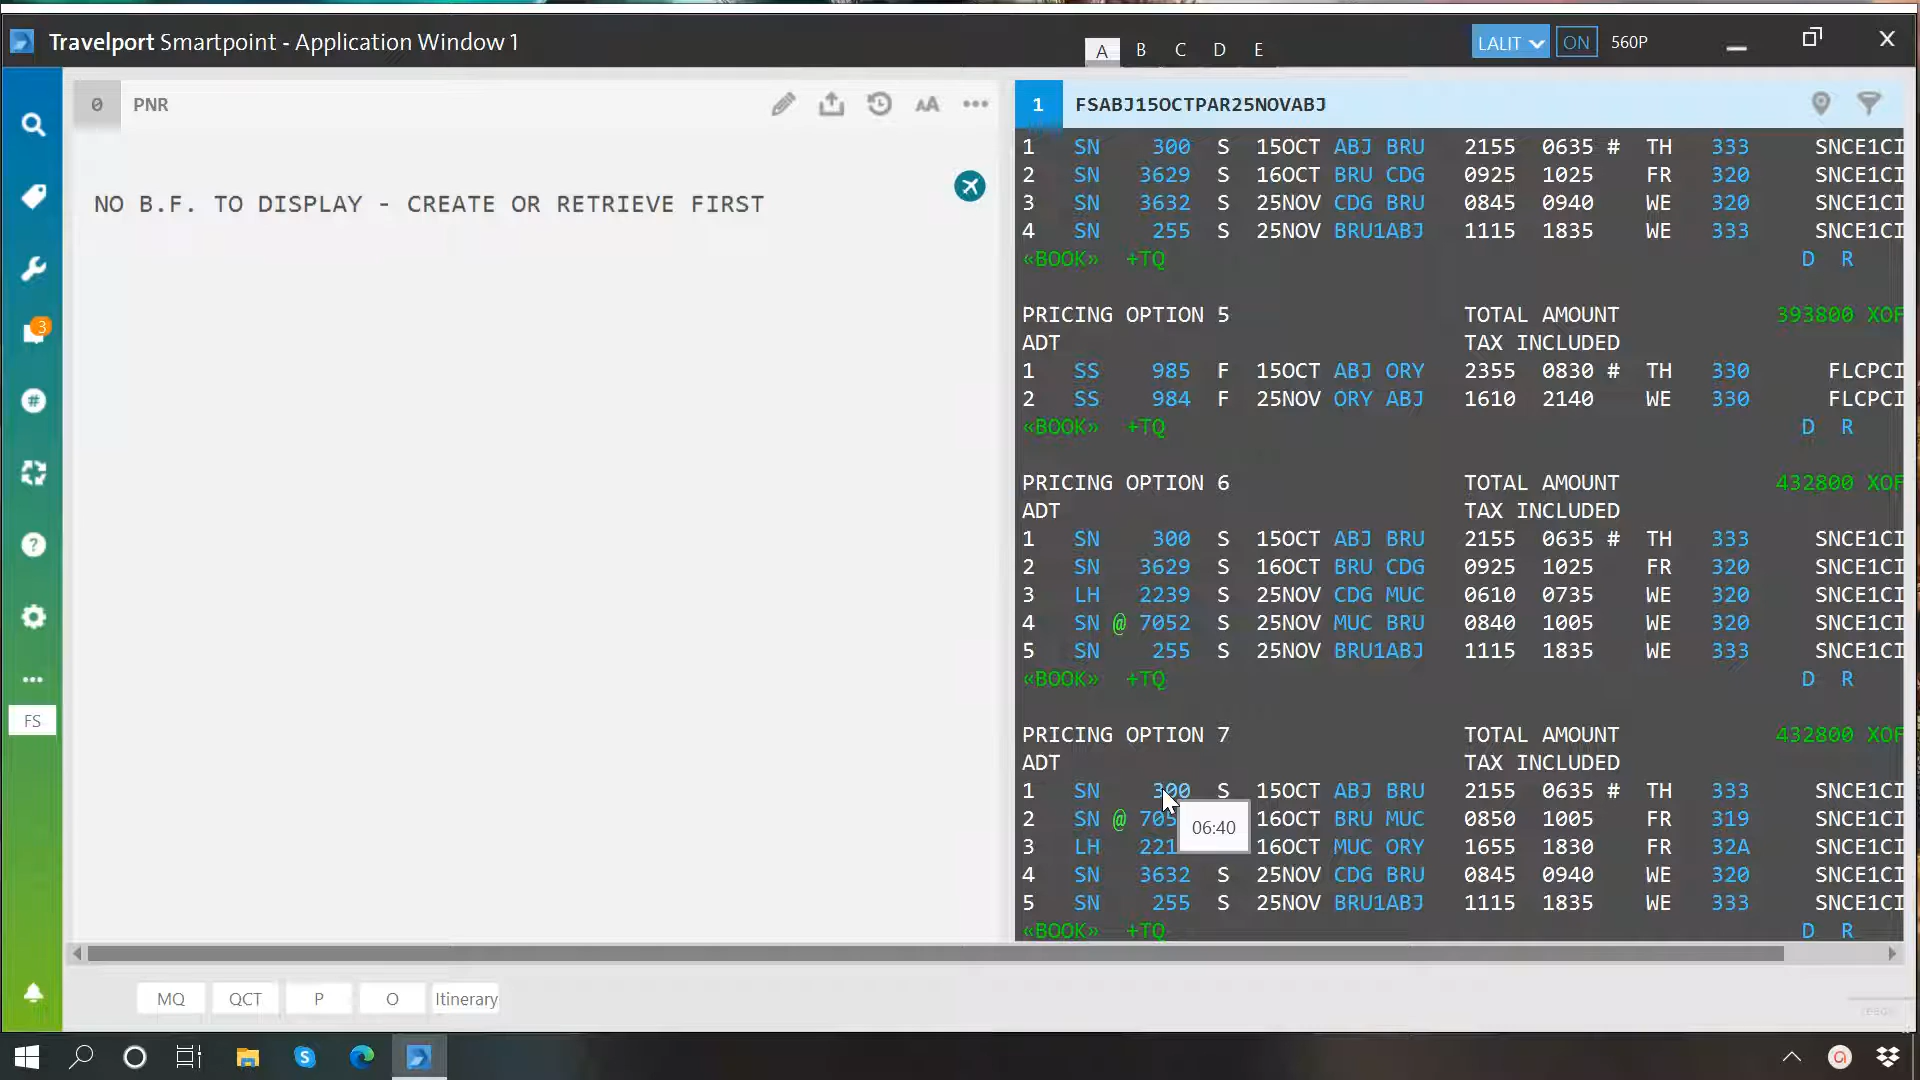 Travelport Smartpoint - Application Window 1
A B C D E
LALIT ON 560P
0 PNR AA
NO B.F. TO DISPLAY - CREATE OR RETRIEVE FIRST
3
#
?
FS
1 FSABJ15OCTPAR25NOVABJ
1 SN 300 S 15OCT ABJ BRU 2155 0635 # TH 333 SNCE1CI
2 SN 3629 S 16OCT BRU CDG 0925 1025 FR 320 SNCE1CI
3 SN 3632 S 25NOV CDG BRU 0845 0940 WE 320 SNCE1CI
4 SN 255 S 25NOV BRU1ABJ 1115 1835 WE 333 SNCE1CI
«BOOK» +TQ D R
PRICING OPTION 5 TOTAL AMOUNT 393800 XOF
ADT TAX INCLUDED
1 SS 985 F 15OCT ABJ ORY 2355 0830 # TH 330 FLCPCI
2 SS 984 F 25NOV ORY ABJ 1610 2140 WE 330 FLCPCI
«BOOK» +TQ D R
PRICING OPTION 6 TOTAL AMOUNT 432800 XOF
ADT TAX INCLUDED
1 SN 300 S 15OCT ABJ BRU 2155 0635 # TH 333 SNCE1CI
2 SN 3629 S 16OCT BRU CDG 0925 1025 FR 320 SNCE1CI
3 LH 2239 S 25NOV CDG MUC 0610 0735 WE 320 SNCE1CI
4 SN @ 7052 S 25NOV MUC BRU 0840 1005 WE 320 SNCE1CI
5 SN 255 S 25NOV BRU1ABJ 1115 1835 WE 333 SNCE1CI
«BOOK» +TQ D R
PRICING OPTION 7 TOTAL AMOUNT 432800 XOF
ADT TAX INCLUDED
1 SN 300 S 15OCT ABJ BRU 2155 0635 # TH 333 SNCE1CI
2 SN @ 705 16OCT BRU MUC 0850 1005 FR 319 SNCE1CI
3 LH 221 16OCT MUC ORY 1655 1830 FR 32A SNCE1CI
4 SN 3632 S 25NOV CDG BRU 0845 0940 WE 320 SNCE1CI
5 SN 255 S 25NOV BRU1ABJ 1115 1835 WE 333 SNCE1CI
«BOOK» +TQ D R
06:40
MQ QCT P O Itinerary